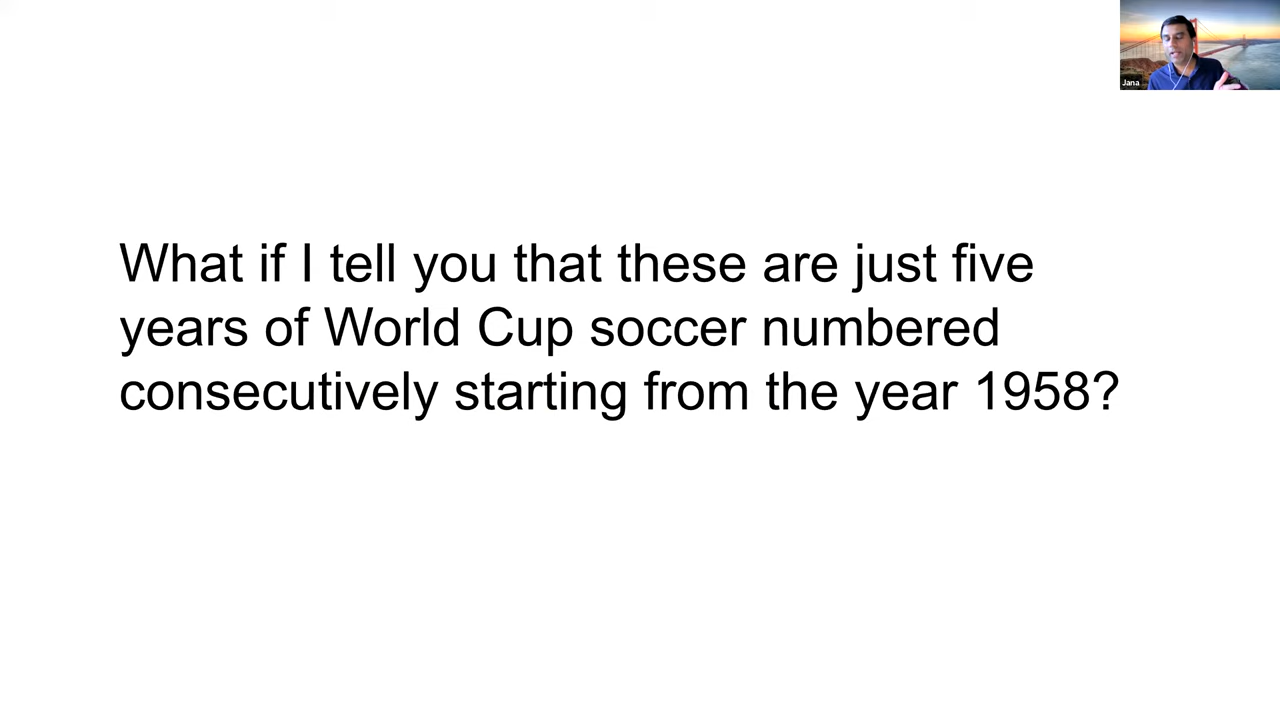 Jana
What if I tell you that these are just five
years of World Cup soccer numbered
consecutively starting from the year 1958?